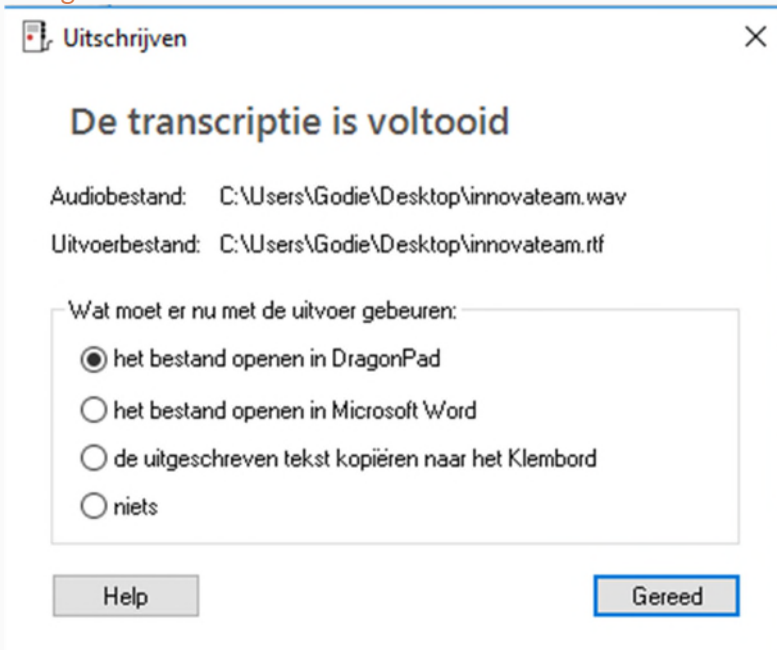 Uitschrijven
De transcriptie is voltooid
Audiobestand: C:\Users\Godie\Desktop\innovateam.wav
Uitvoerbestand: C:\Users\Godie\Desktop\innovateam.rtf
Wat moet er nu met de uitvoer gebeuren:
het bestand openen in DragonPad
het bestand openen in Microsoft Word
de uitgeschreven tekst kopiëren naar het Klembord
niets
Help Gereed